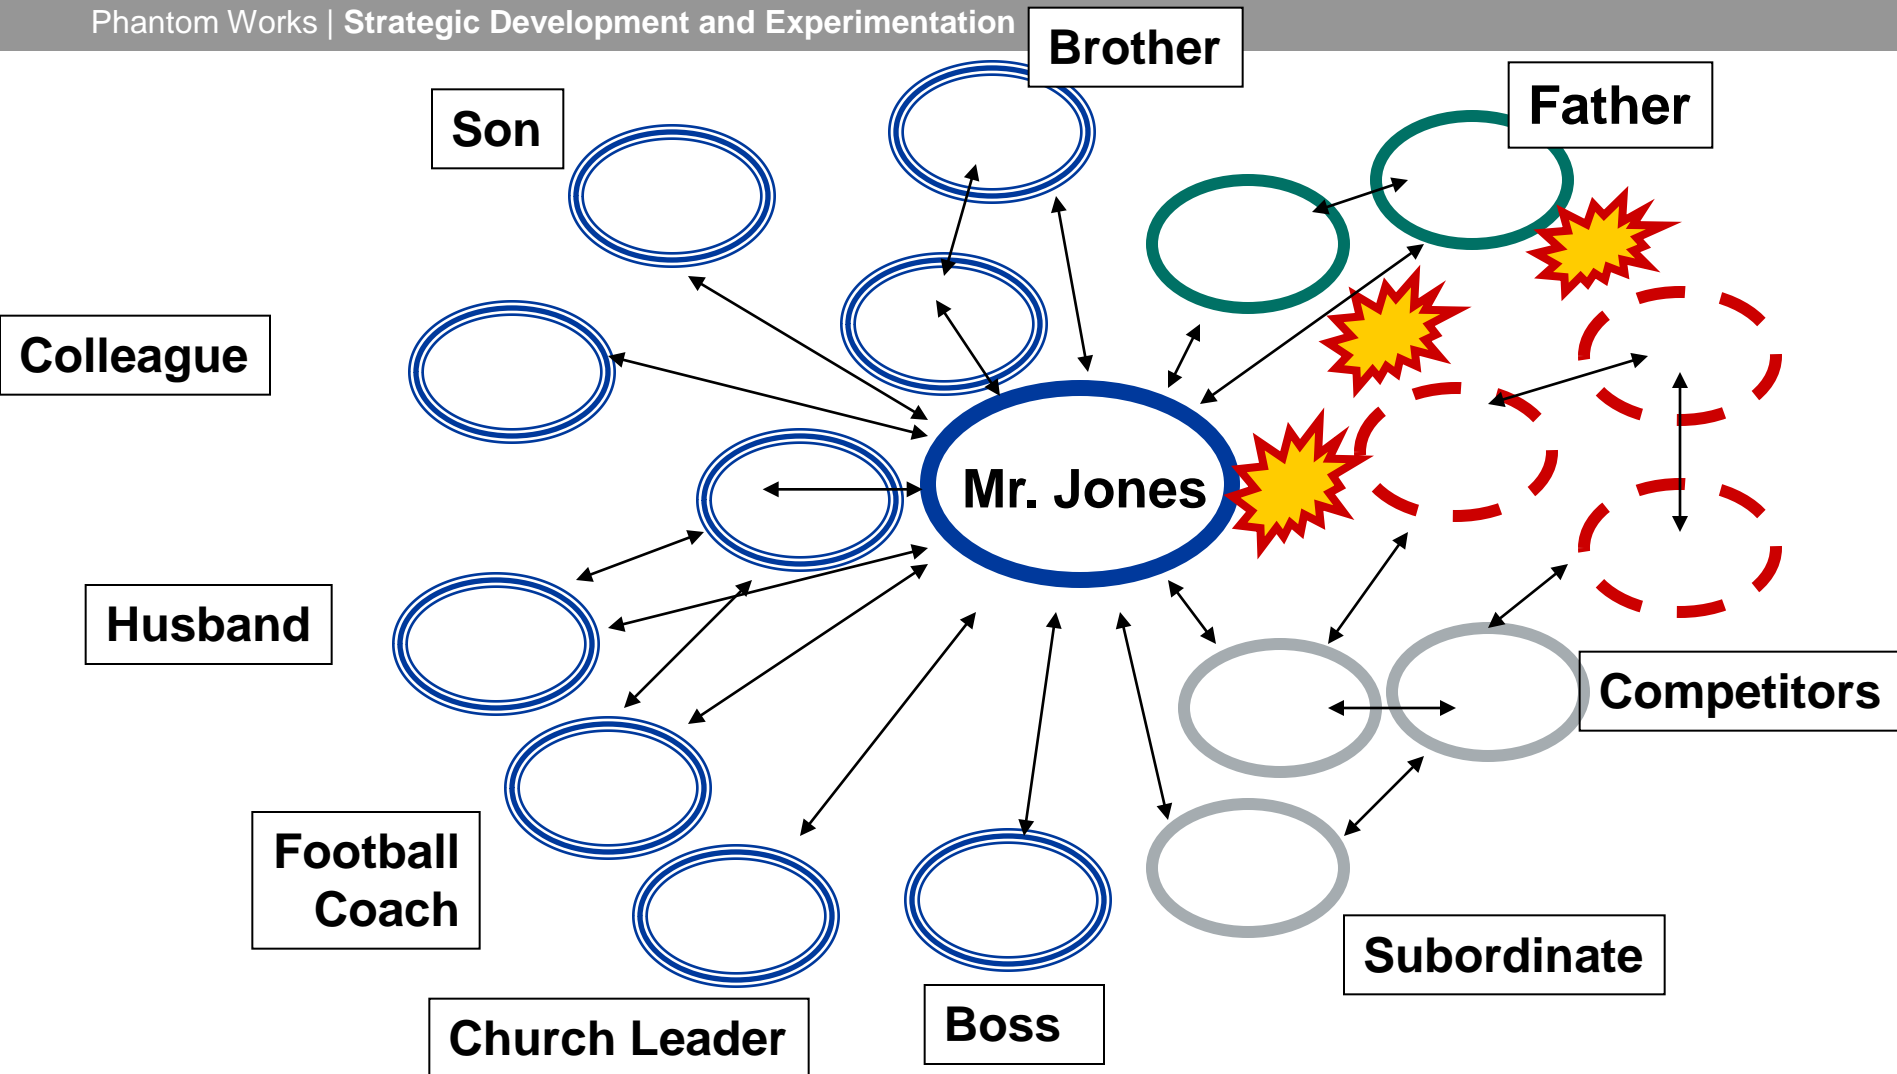 Phantom Works | Strategic Development and Experimentation
Brother
Father
Son
Colleague
Mr. Jones
Husband
Competitors
Football
Coach
Subordinate
Church Leader
Boss